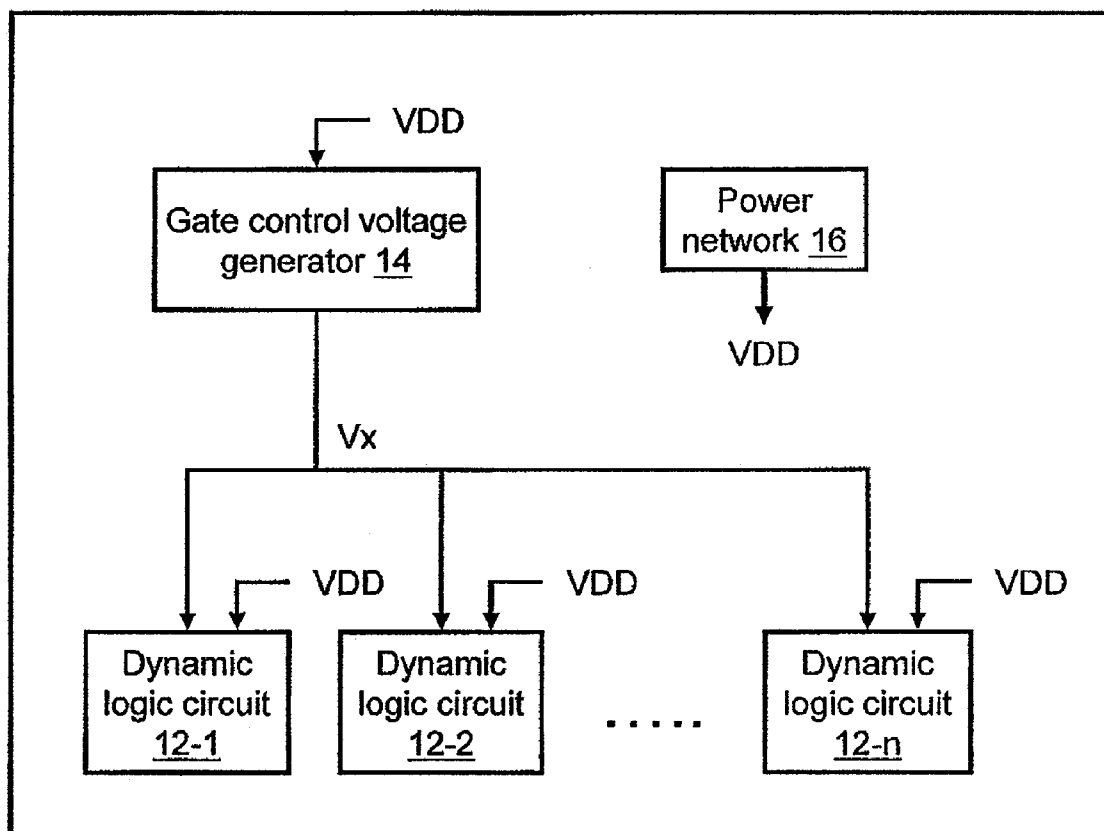 VDD
Gate control voltage
generator 14
Power
network 16
VDD
Vx
VDD
VDD
VDD
Dynamic
logic circuit
12-1
Dynamic
logic circuit
12-2
.....
Dynamic
logic circuit
12-n